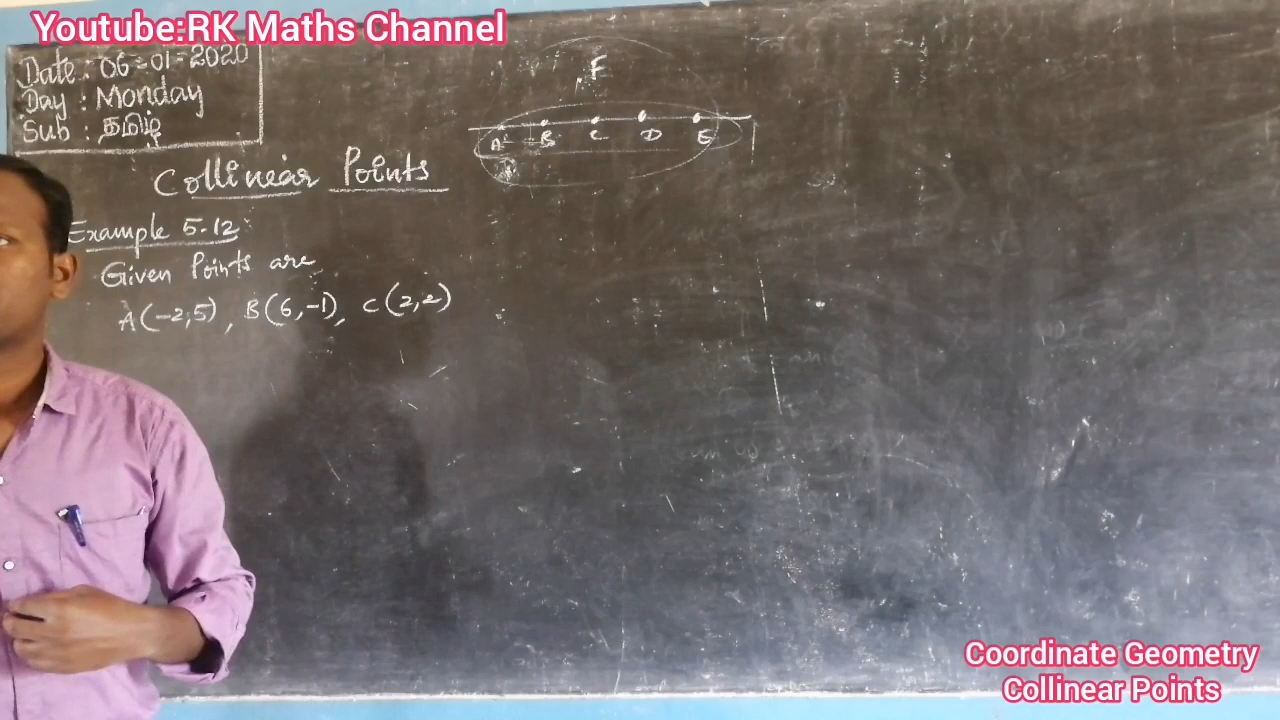 Youtube:RK Maths Channel
Date : 06-01-2020
Day : Monday
Sub : தமிழ்
F
A B C D E
Collinear Points
Example 5.12:
Given Points are
A(-2,5), B(6,-1), C(2,2)
Coordinate Geometry
Collinear Points